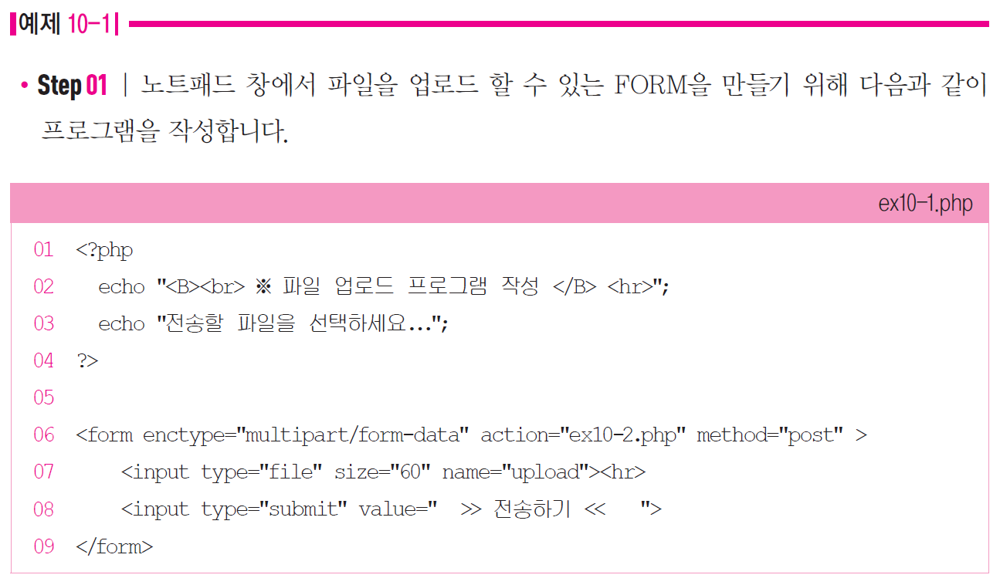 예제 10-1
• Step 01 | 노트패드 창에서 파일을 업로드 할 수 있는 FORM을 만들기 위해 다음과 같이
프로그램을 작성합니다.
ex10-1.php
01 <?php
02 echo "<B><br> ※ 파일 업로드 프로그램 작성 </B> <hr>";
03 echo "전송할 파일을 선택하세요...";
04 ?>
05
06 <form enctype="multipart/form-data" action="ex10-2.php" method="post" >
07 <input type="file" size="60" name="upload"><hr>
08 <input type="submit" value="  >> 전송하기 <<   ">
09 </form>